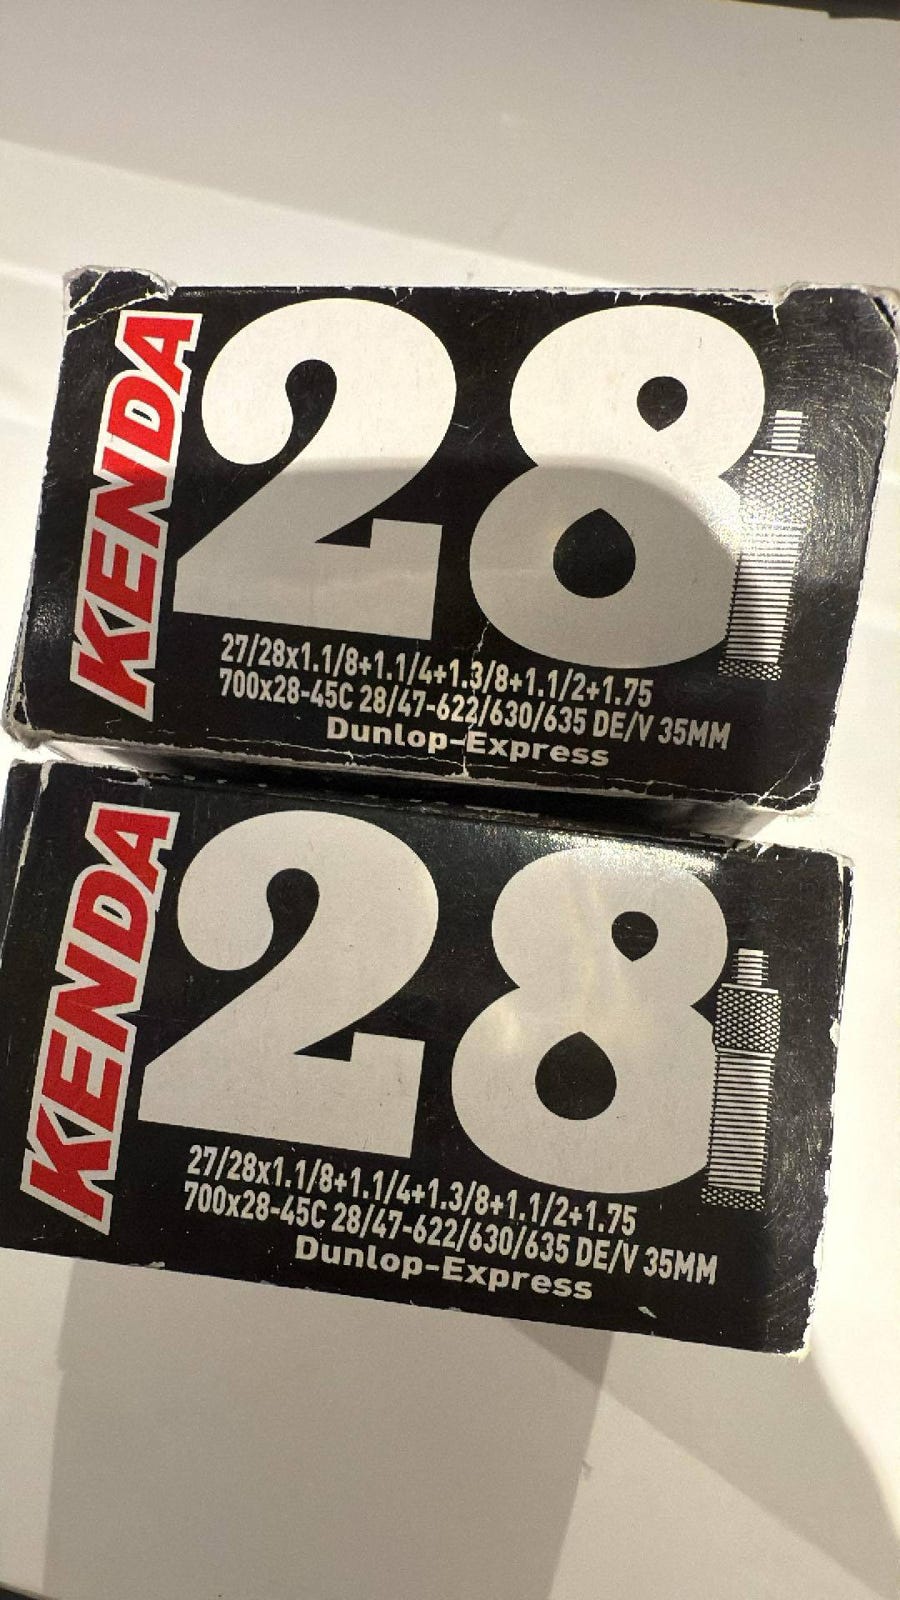 KENDA
28
27/28x1.1/8+1.1/4+1.3/8+1.1/2+1.75
700x28-45C 28/47-622/630/635 DE/V 35MM
Dunlop-Express
KENDA
28
27/28x1.1/8+1.1/4+1.3/8+1.1/2+1.75
700x28-45C 28/47-622/630/635 DE/V 35MM
Dunlop-Express